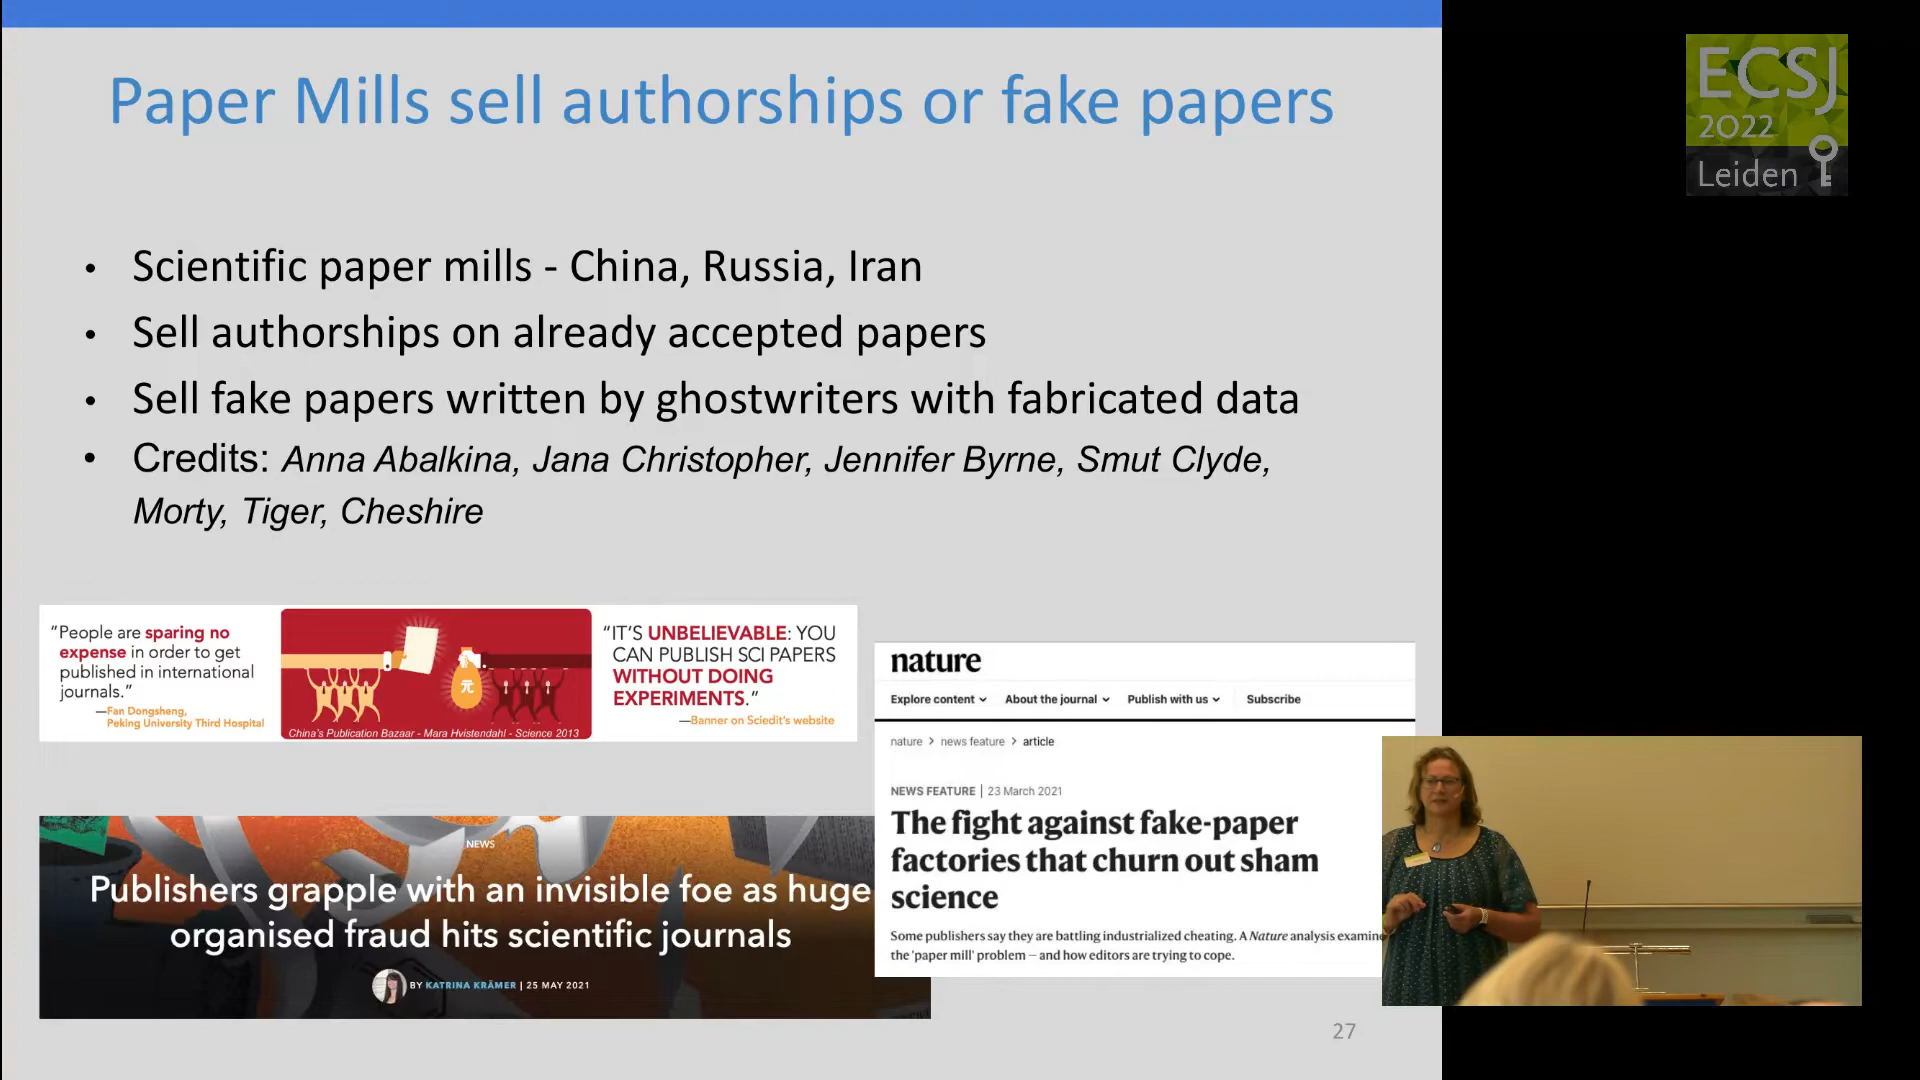 Paper Mills sell authorships or fake papers
• Scientific paper mills - China, Russia, Iran
• Sell authorships on already accepted papers
• Sell fake papers written by ghostwriters with fabricated data
• Credits: Anna Abalkina, Jana Christopher, Jennifer Byrne, Smut Clyde,
Morty, Tiger, Cheshire
“People are sparing no
expense in order to get
published in international
journals.”
—Fan Dongsheng,
Peking University Third Hospital
元
China's Publication Bazaar - Mara Hvistendahl - Science 2013
“IT’S UNBELIEVABLE: YOU
CAN PUBLISH SCI PAPERS
WITHOUT DOING
EXPERIMENTS.”
—Banner on Sciedit’s website
NEWS
Publishers grapple with an invisible foe as huge
organised fraud hits scientific journals
BY KATRINA KRÄMER | 25 MAY 2021
nature
Explore content About the journal Publish with us Subscribe
nature > news feature > article
NEWS FEATURE | 23 March 2021
The fight against fake-paper
factories that churn out sham
science
Some publishers say they are battling industrialized cheating. A Nature analysis examine
the 'paper mill' problem — and how editors are trying to cope.
27
ECSJ
2022
Leiden